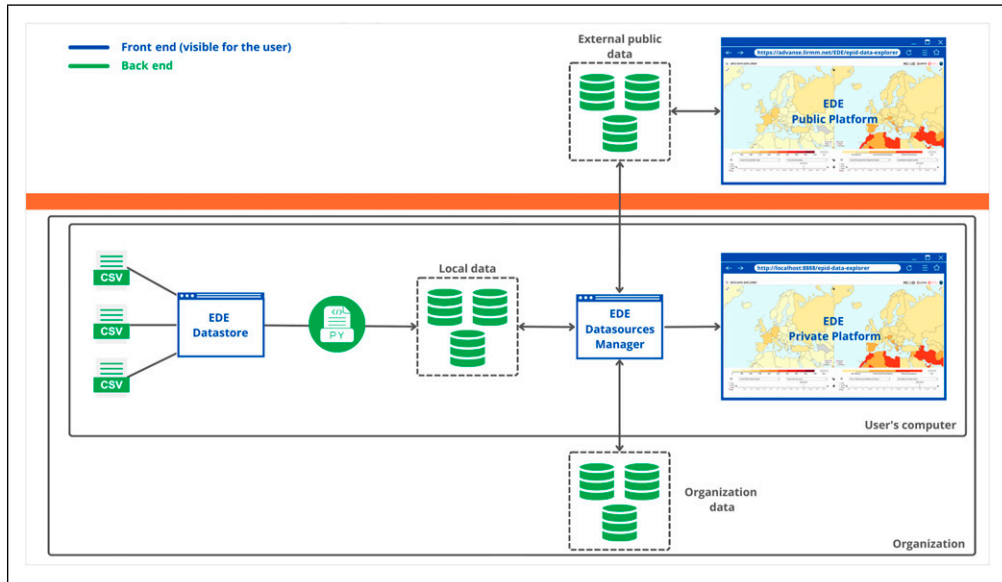 Front end (visible for the user)
Back end
External public
data
https://advanse.lirmm.net/EDE/epid-data-explorer
EDE
Public Platform
CSV
CSV
CSV
EDE
Datastore
PY
Local data
EDE
Datasources
Manager
http://localhost:8888/epid-data-explorer
EDE
Private Platform
User's computer
Organization
data
Organization